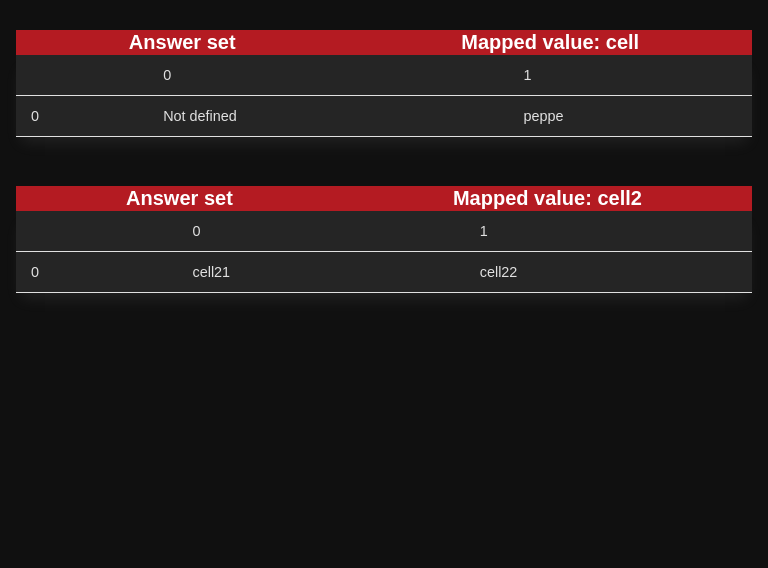 Answer set Mapped value: cell
0 1
0 Not defined peppe
Answer set Mapped value: cell2
0 1
0 cell21 cell22